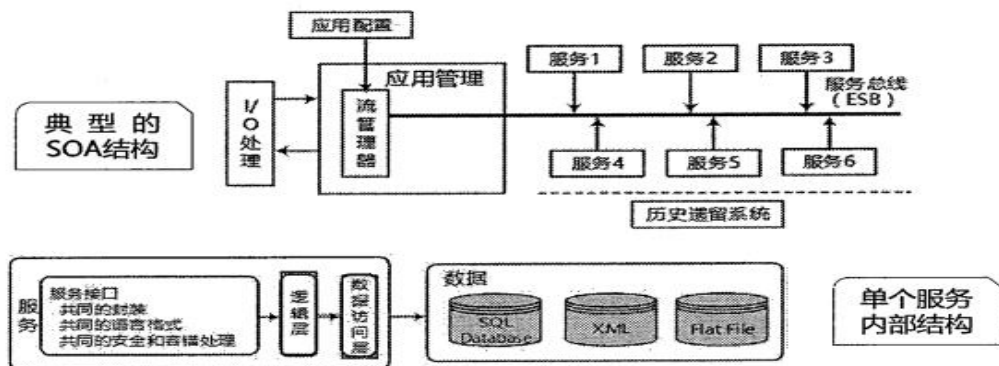 应用配置
应用管理
流管理器
I/O处理
典型的
SOA结构
服务1
服务2
服务3
服务总线
(ESB)
服务4
服务5
服务6
历史遗留系统
服务
服务接口
共同的封装
共同的语言格式
共同的安全和容错处理
逻辑层
数据访问层
数据
SQL
Database
XML
Flat File
单个服务
内部结构